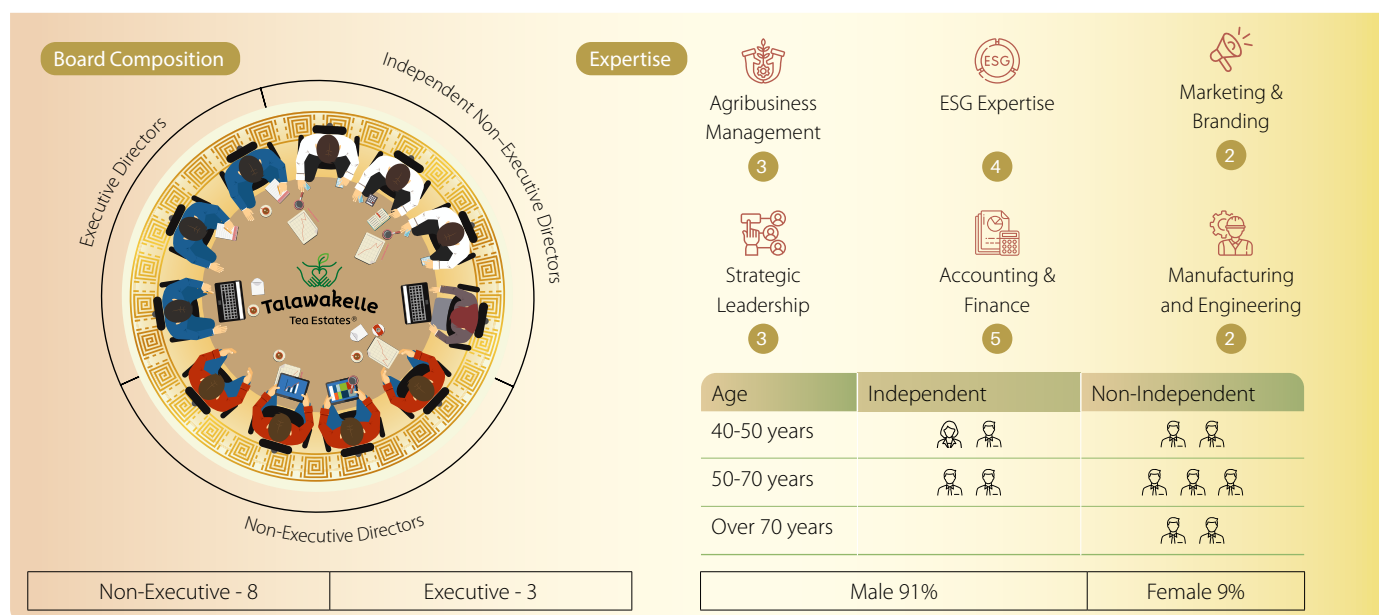 Board Composition
Executive Directors
Independent Non–Executive Directors
Non-Executive Directors
Talawakelle
Tea Estates®
Non-Executive - 8
Executive - 3
Expertise
Agribusiness
Management
3
ESG
ESG Expertise
4
Marketing &
Branding
2
Strategic
Leadership
3
Accounting &
Finance
5
Manufacturing
and Engineering
2
Age Independent Non-Independent
40-50 years
50-70 years
Over 70 years
Male 91% Female 9%